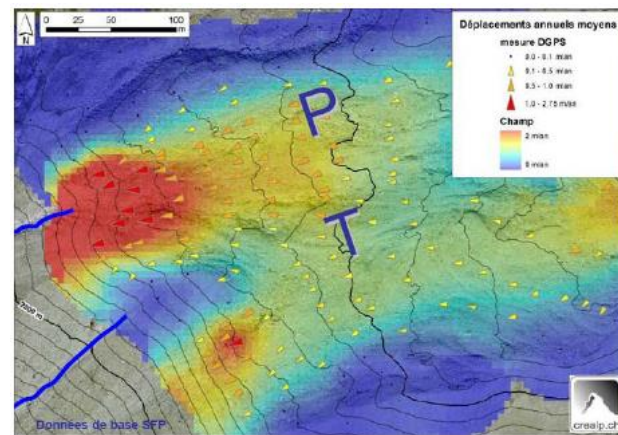 0 25 50 100
m
Déplacements annuels moyens
mesure DGPS
0.0 - 0.1 m/an
0.1 - 0.5 m/an
0.5 - 1.0 m/an
1.0 - 2.75 m/an
Champ
2 m/an
0 m/an
P
T
Données de base SFP
crealp.ch